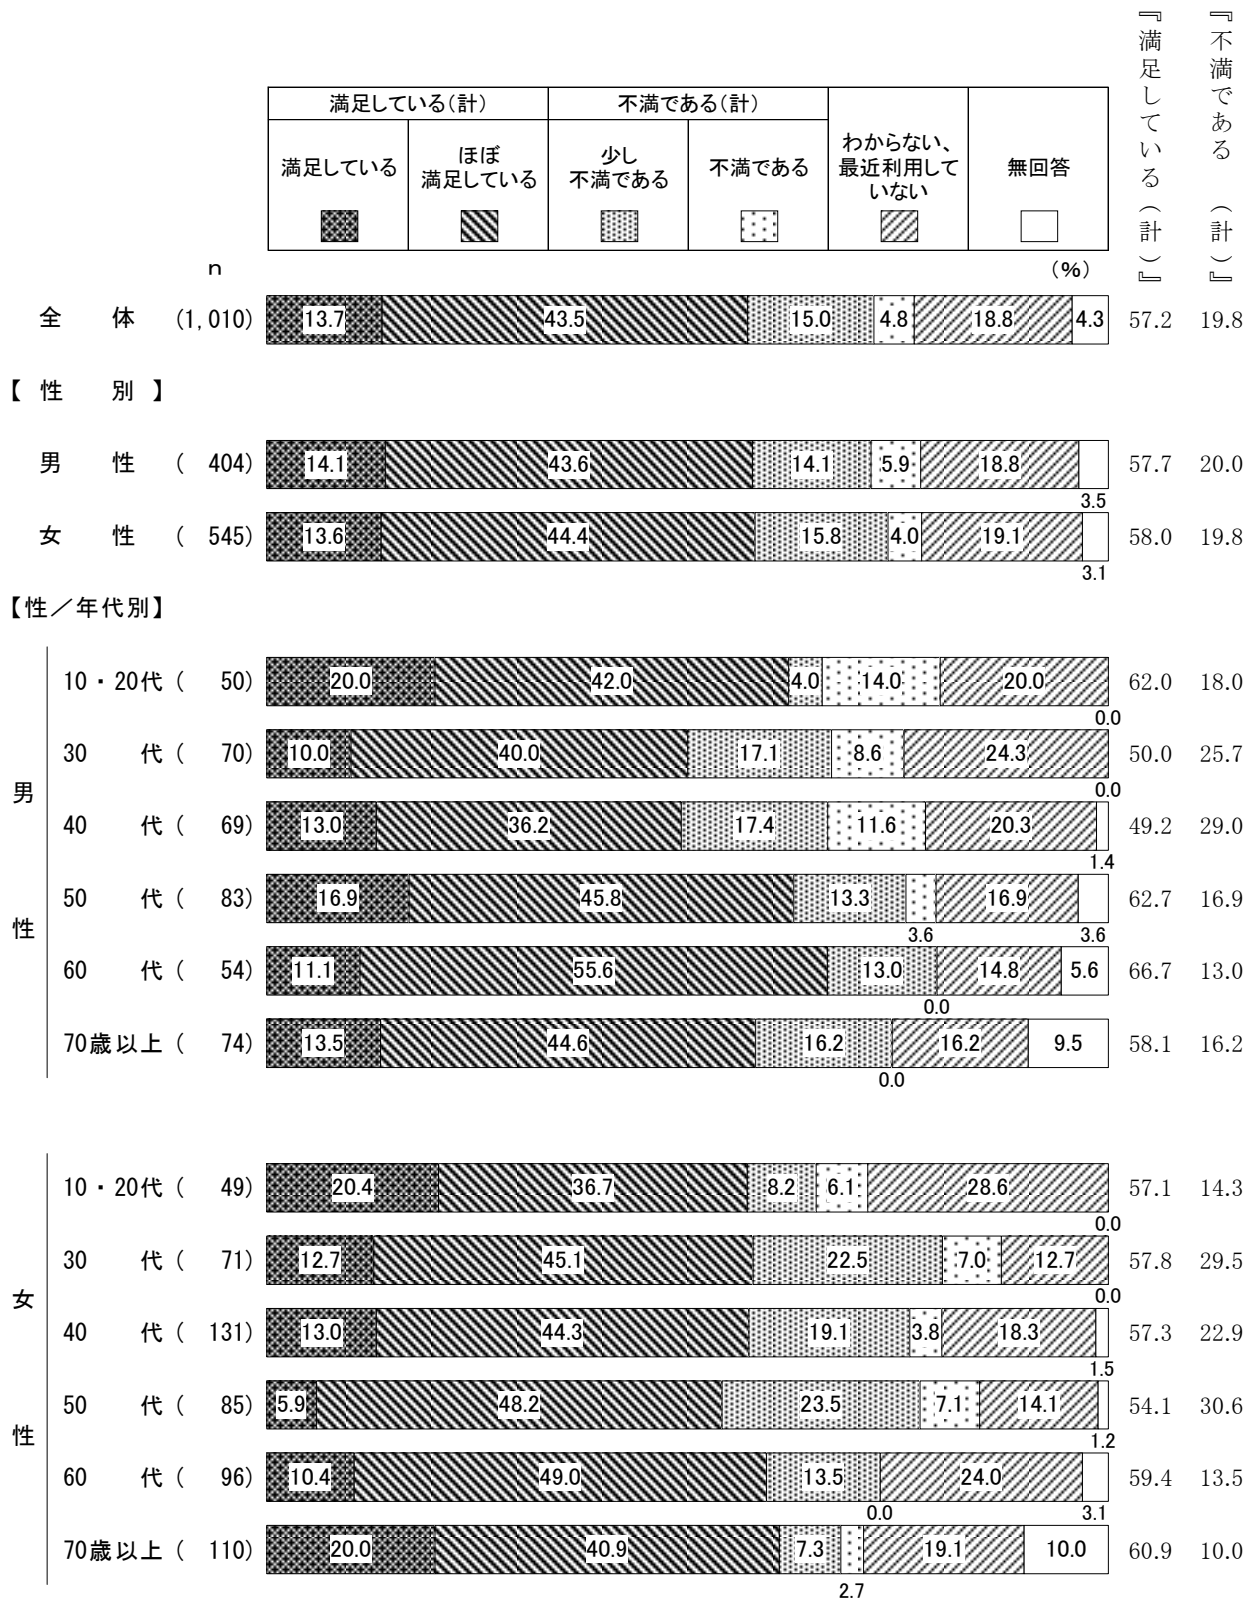 『満足している（計）』
『不満である（計）』
満足している（計） 不満である（計）
満足している ほぼ満足している 少し不満である 不満である わからない、最近利用していない 無回答
n （%） 
全 体 (1,010) 13.7 43.5 15.0 4.8 18.8 4.3 57.2 19.8
【 性 別 】
男 性 ( 404) 14.1 43.6 14.1 5.9 18.8 3.5 57.7 20.0
女 性 ( 545) 13.6 44.4 15.8 4.0 19.1 3.1 58.0 19.8
【性／年代別】
男性
10・20代 ( 50) 20.0 42.0 4.0 14.0 20.0 0.0 62.0 18.0
30 代 ( 70) 10.0 40.0 17.1 8.6 24.3 0.0 50.0 25.7
40 代 ( 69) 13.0 36.2 17.4 11.6 20.3 1.4 49.2 29.0
50 代 ( 83) 16.9 45.8 13.3 3.6 16.9 3.6 62.7 16.9
60 代 ( 54) 11.1 55.6 13.0 0.0 14.8 5.6 66.7 13.0
70歳以上 ( 74) 13.5 44.6 16.2 0.0 16.2 9.5 58.1 16.2
女性
10・20代 ( 49) 20.4 36.7 8.2 6.1 28.6 0.0 57.1 14.3
30 代 ( 71) 12.7 45.1 22.5 7.0 12.7 0.0 57.8 29.5
40 代 ( 131) 13.0 44.3 19.1 3.8 18.3 1.5 57.3 22.9
50 代 ( 85) 5.9 48.2 23.5 7.1 14.1 1.2 54.1 30.6
60 代 ( 96) 10.4 49.0 13.5 0.0 24.0 3.1 59.4 13.5
70歳以上 ( 110) 20.0 40.9 7.3 2.7 19.1 10.0 60.9 10.0